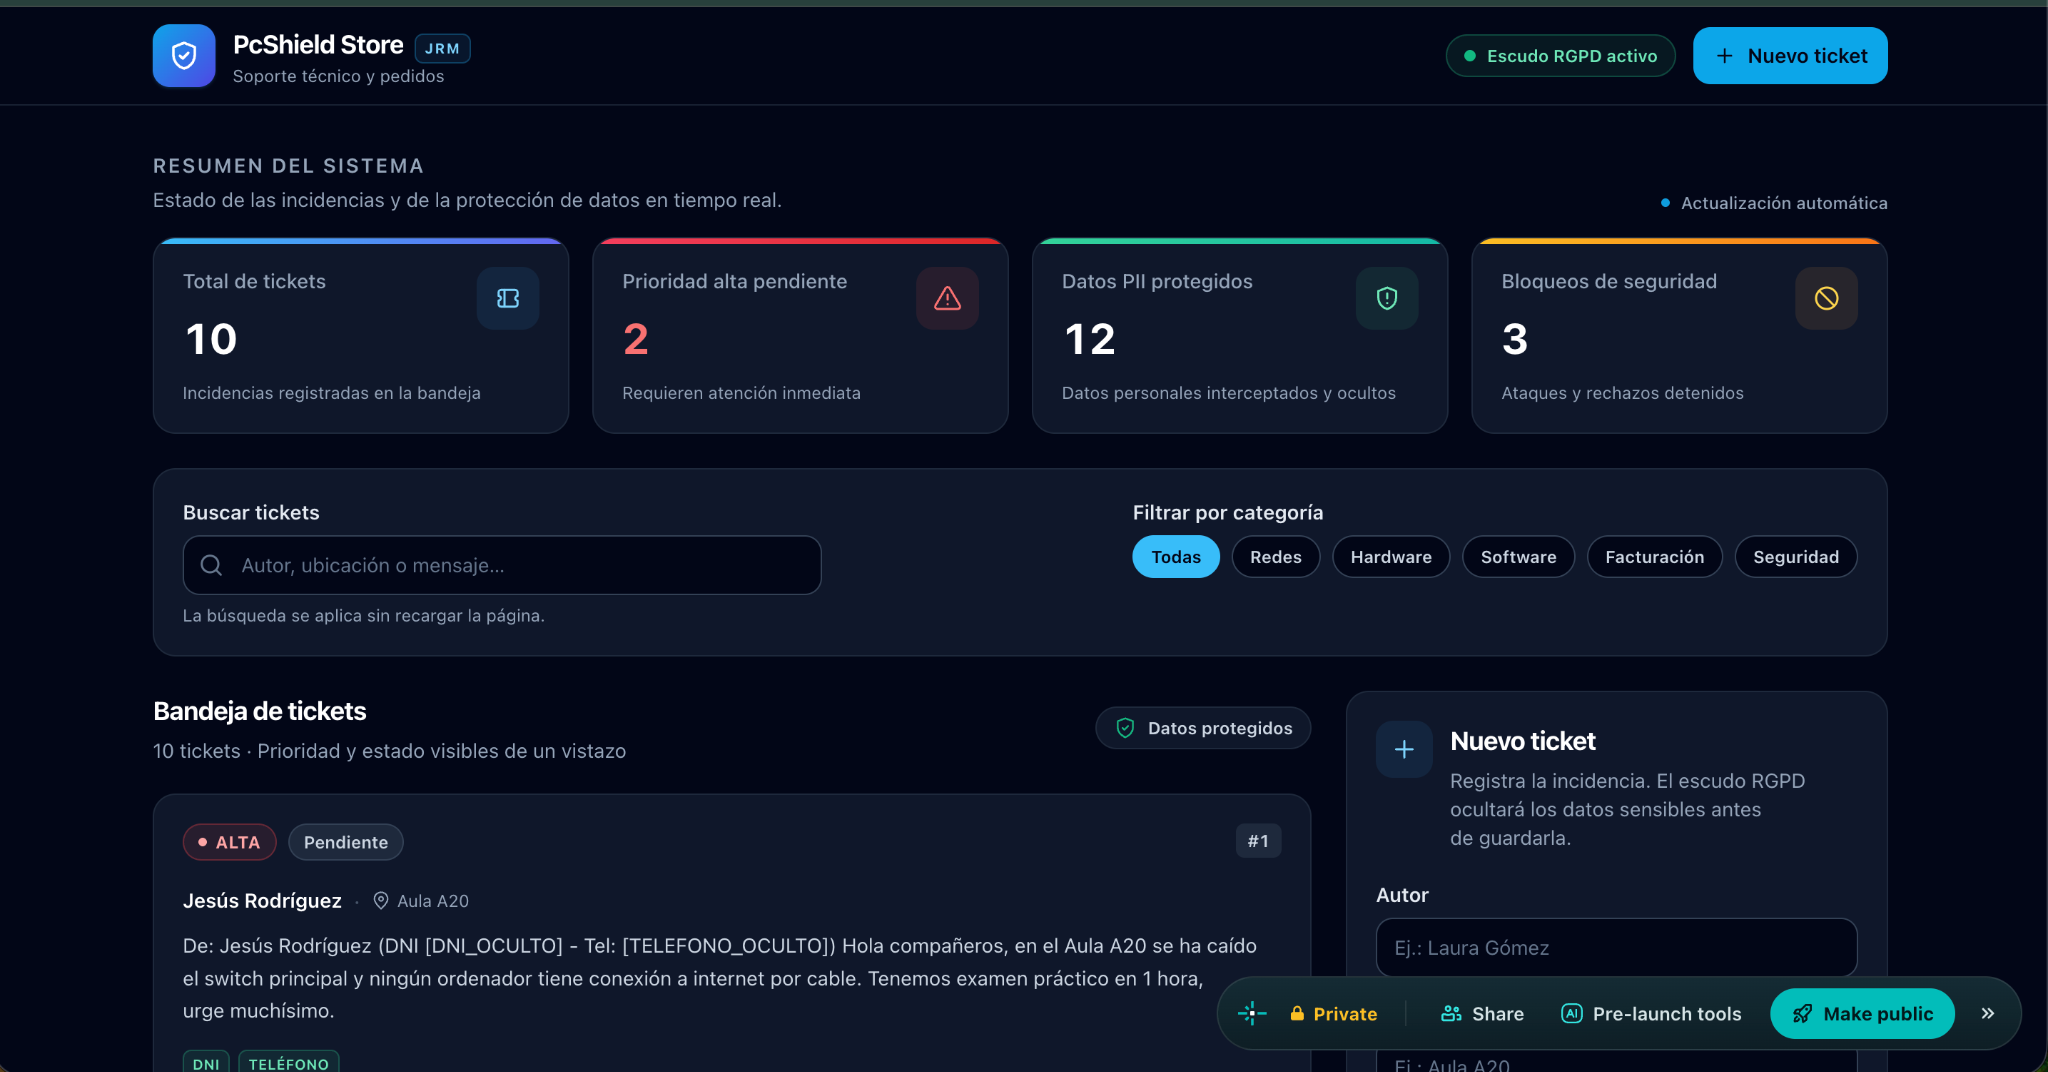 PcShield Store
JRM
Soporte técnico y pedidos
Escudo RGPD activo
Nuevo ticket
RESUMEN DEL SISTEMA
Estado de las incidencias y de la protección de datos en tiempo real.
Actualización automática
Total de tickets
10
Incidencias registradas en la bandeja
Prioridad alta pendiente
2
Requieren atención inmediata
Datos PII protegidos
12
Datos personales interceptados y ocultos
Bloqueos de seguridad
3
Ataques y rechazos detenidos
Buscar tickets
Autor, ubicación o mensaje...
La búsqueda se aplica sin recargar la página.
Filtrar por categoría
Todas
Redes
Hardware
Software
Facturación
Seguridad
Bandeja de tickets
10 tickets · Prioridad y estado visibles de un vistazo
Datos protegidos
ALTA
Pendiente
#1
Jesús Rodríguez · Aula A20
De: Jesús Rodríguez (DNI [DNI_OCULTO] - Tel: [TELEFONO_OCULTO]) Hola compañeros, en el Aula A20 se ha caído
el switch principal y ningún ordenador tiene conexión a internet por cable. Tenemos examen práctico en 1 hora,
urge muchísimo.
DNI
TELÉFONO
Nuevo ticket
Registra la incidencia. El escudo RGPD
ocultará los datos sensibles antes
de guardarla.
Autor
Ej.: Laura Gómez
Ej.: Aula A20
Private
Share
AI
Pre-launch tools
Make public